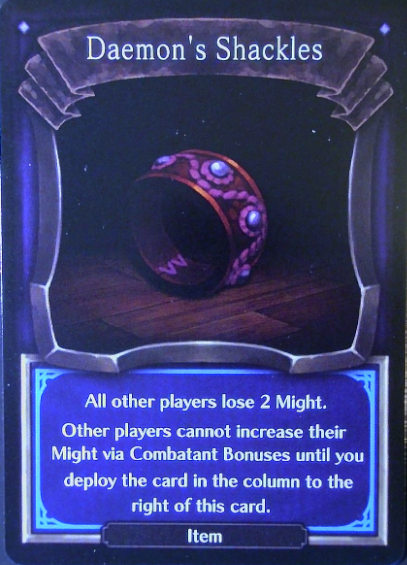 Daemon's Shackles
All other players lose 2 Might.
Other players cannot increase their
Might via Combatant Bonuses until you
deploy the card in the column to the
right of this card.
Item